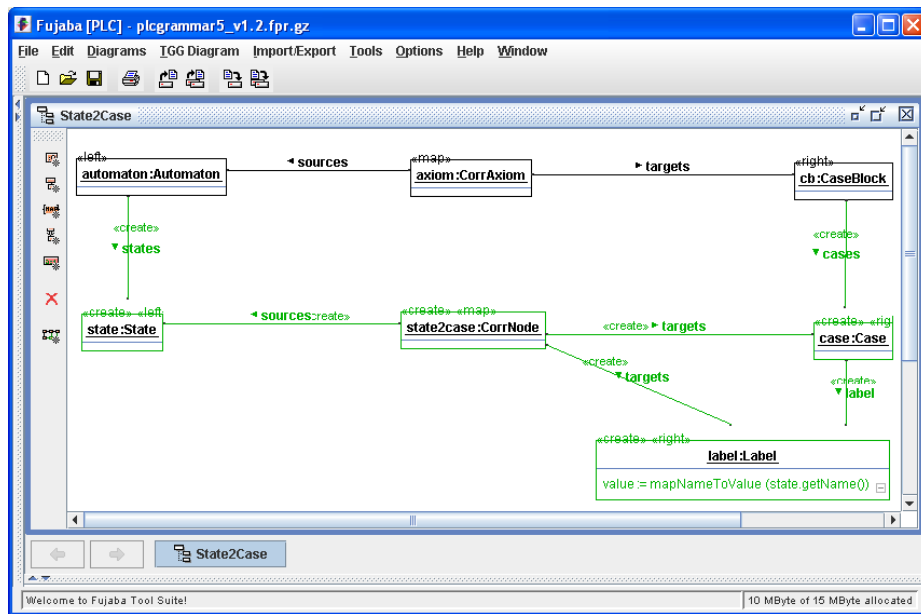 Fujaba [PLC] - plcgrammar5_v1.2.fpr.gz
File Edit Diagrams TGG Diagram Import/Export Tools Options Help Window
State2Case
«left»
automaton:Automaton
sources
«map»
axiom:CorrAxiom
targets
«right»
cb:CaseBlock
«create»
states
«create»
cases
«create» «left
state:State
sources
create»
«create» «map»
state2case:CorrNode
«create» targets
«create» «rig
case:Case
«create»
targets
«create»
label
«create» «right»
label:Label
value := mapNameToValue (state.getName())
State2Case
Welcome to Fujaba Tool Suite!
10 MByte of 15 MByte allocated